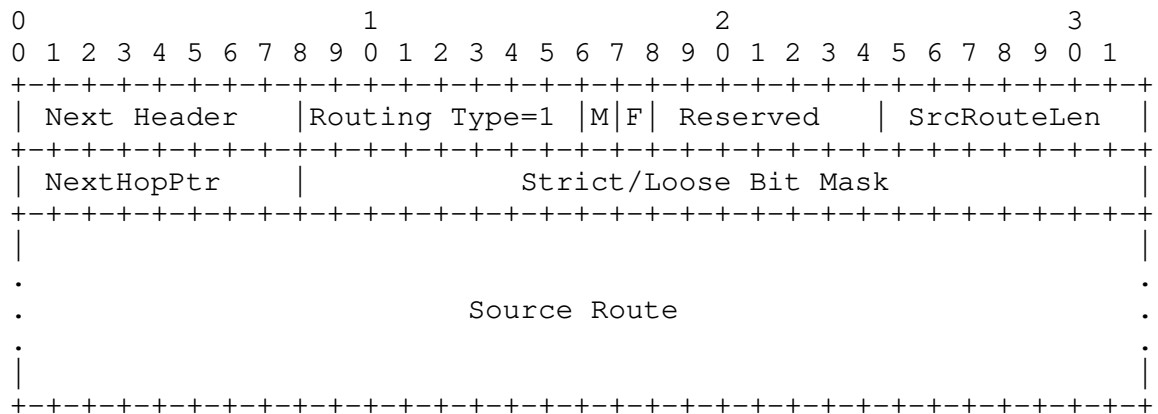 0                   1                   2                   3
0 1 2 3 4 5 6 7 8 9 0 1 2 3 4 5 6 7 8 9 0 1 2 3 4 5 6 7 8 9 0 1
+-+-+-+-+-+-+-+-+-+-+-+-+-+-+-+-+-+-+-+-+-+-+-+-+-+-+-+-+-+-+-+-+
| Next Header   |Routing Type=1 |M|F| Reserved   | SrcRouteLen  |
+-+-+-+-+-+-+-+-+-+-+-+-+-+-+-+-+-+-+-+-+-+-+-+-+-+-+-+-+-+-+-+-+
| NextHopPtr    |            Strict/Loose Bit Mask              |
+-+-+-+-+-+-+-+-+-+-+-+-+-+-+-+-+-+-+-+-+-+-+-+-+-+-+-+-+-+-+-+-+
|                                                               |
.                                                               .
.                         Source Route                          .
.                                                               .
|                                                               |
+-+-+-+-+-+-+-+-+-+-+-+-+-+-+-+-+-+-+-+-+-+-+-+-+-+-+-+-+-+-+-+-+